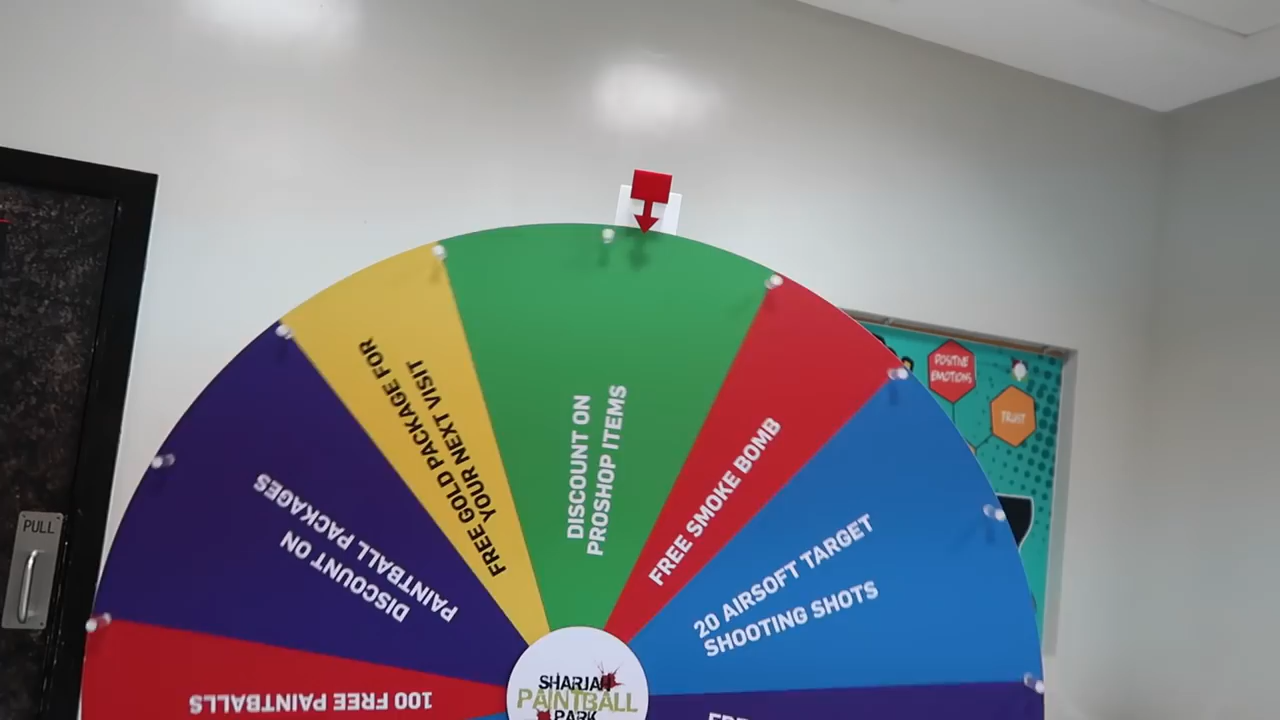 PULL
FREE GOLD PACKAGE FOR
YOUR NEXT VISIT
DISCOUNT ON
PROSHOP ITEMS
FREE SMOKE BOMB
20 AIRSOFT TARGET
SHOOTING SHOTS
DISCOUNT ON
PAINTBALL PACKAGES
100 FREE PAINTBALLS
SHARJAH
PAINTBALL
PARK
POSITIVE
EMOTIONS
TRUST